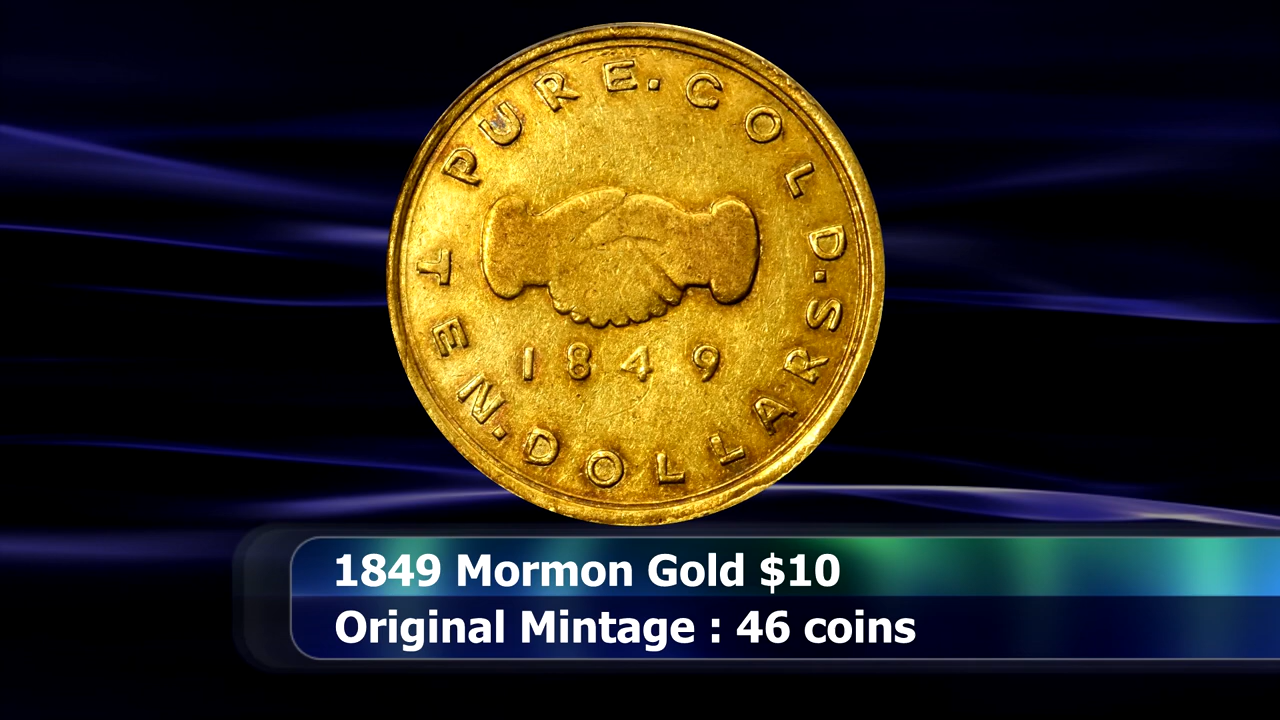 PURE.GOLD.
TEN.DOLLARS
1849
1849 Mormon Gold $10
Original Mintage : 46 coins